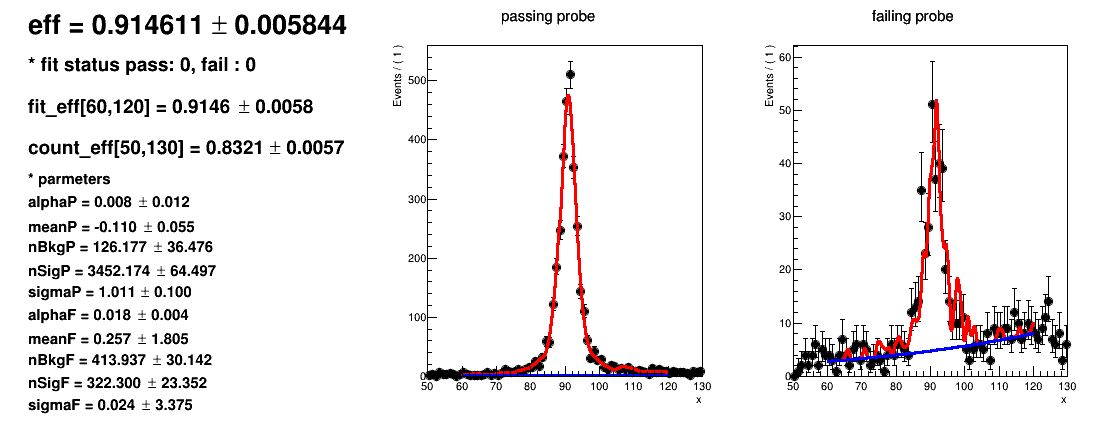 eff = 0.914611 ± 0.005844
* fit status pass: 0, fail : 0
fit_eff[60,120] = 0.9146 ± 0.0058
count_eff[50,130] = 0.8321 ± 0.0057
* parmeters
alphaP = 0.008 ± 0.012
meanP = -0.110 ± 0.055
nBkgP = 126.177 ± 36.476
nSigP = 3452.174 ± 64.497
sigmaP = 1.011 ± 0.100
alphaF = 0.018 ± 0.004
meanF = 0.257 ± 1.805
nBkgF = 413.937 ± 30.142
nSigF = 322.300 ± 23.352
sigmaF = 0.024 ± 3.375
passing probe
Events / ( 1 )
500
400
300
200
100
0
50 60 70 80 90 100 110 120 130
x
failing probe
Events / ( 1 )
60
50
40
30
20
10
0
50 60 70 80 90 100 110 120 130
x